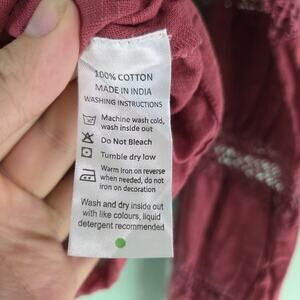 100% COTTON
MADE IN INDIA
WASHING INSTRUCTIONS
Machine wash cold,
wash inside out
Do Not Bleach
Tumble dry low
Warm Iron on reverse
when needed, do not
iron on decoration
Wash and dry inside out
with like colours, liquid
detergent recommended